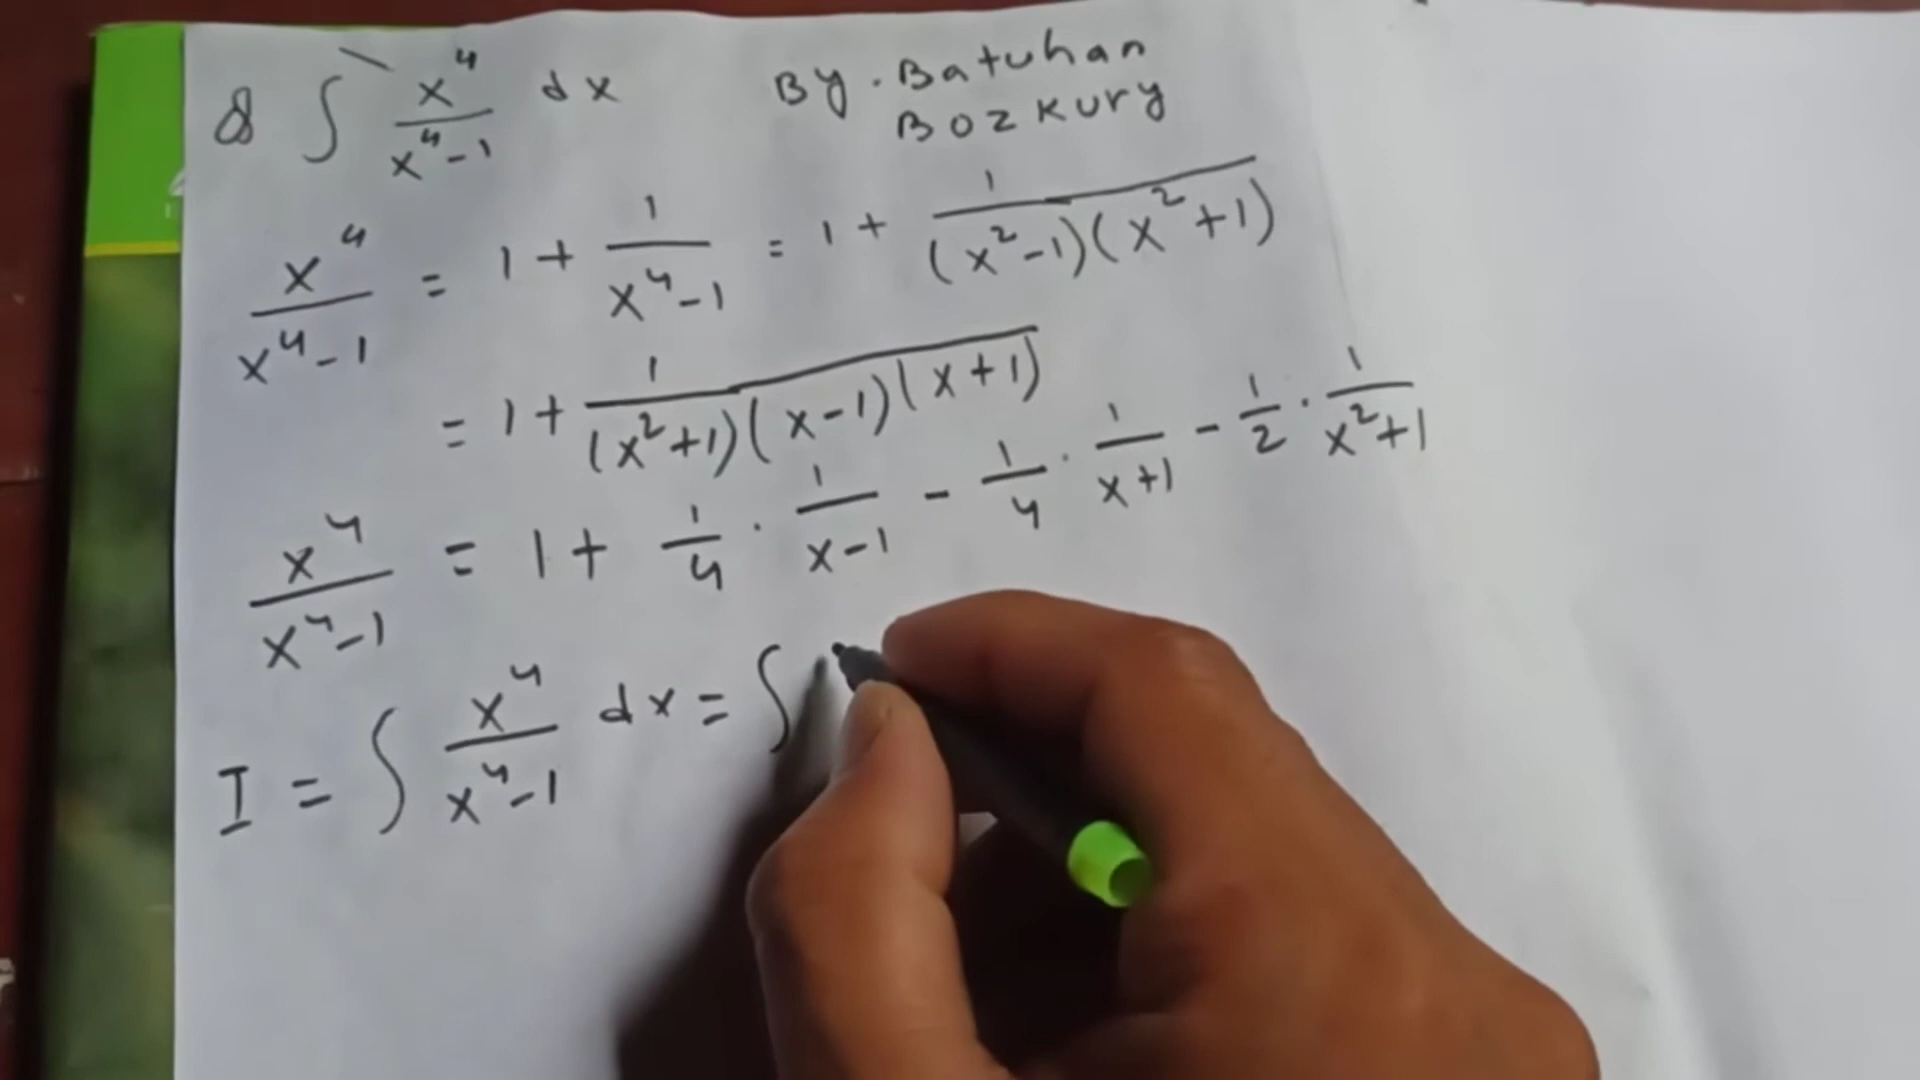 8 ∫ x⁴/(x⁴-1) dx By. Batuhan
Bozkury
x⁴/(x⁴-1) = 1 + 1/(x⁴-1) = 1 + 1/((x²-1)(x²+1))
= 1 + 1/((x²+1)(x-1)(x+1))
x⁴/(x⁴-1) = 1 + 1/4 · 1/(x-1) - 1/4 · 1/(x+1) - 1/2 · 1/(x²+1)
I = ∫ x⁴/(x⁴-1) dx = ∫